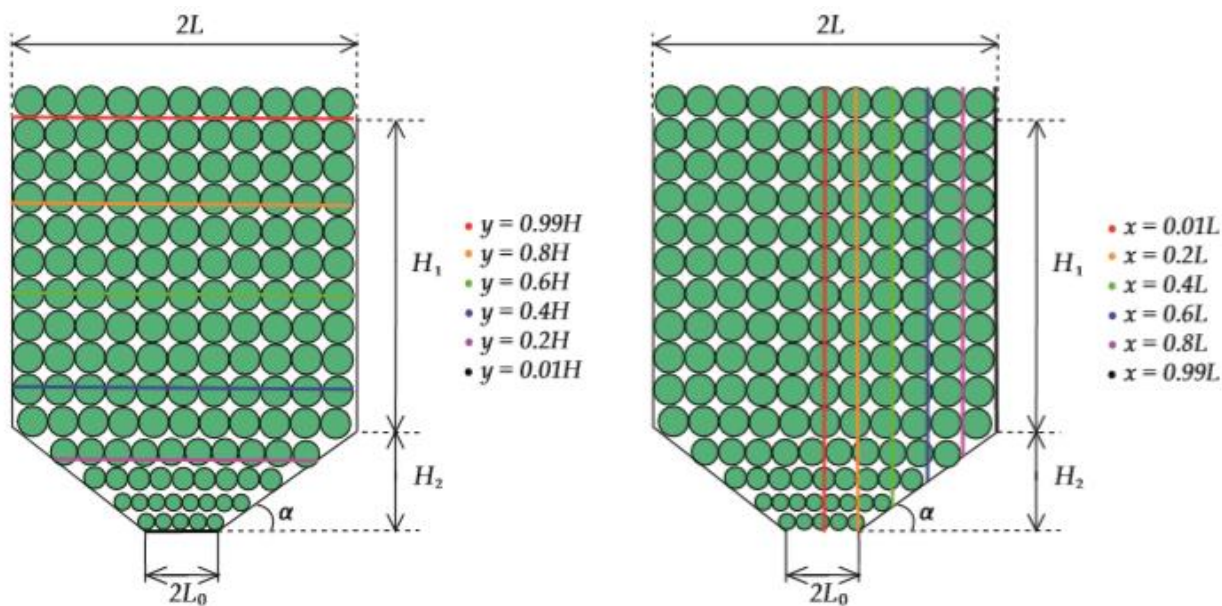 2L
H₁
H₂
α
2L₀
y = 0.99H
y = 0.8H
y = 0.6H
y = 0.4H
y = 0.2H
y = 0.01H
2L
H₁
H₂
α
2L₀
x = 0.01L
x = 0.2L
x = 0.4L
x = 0.6L
x = 0.8L
x = 0.99L